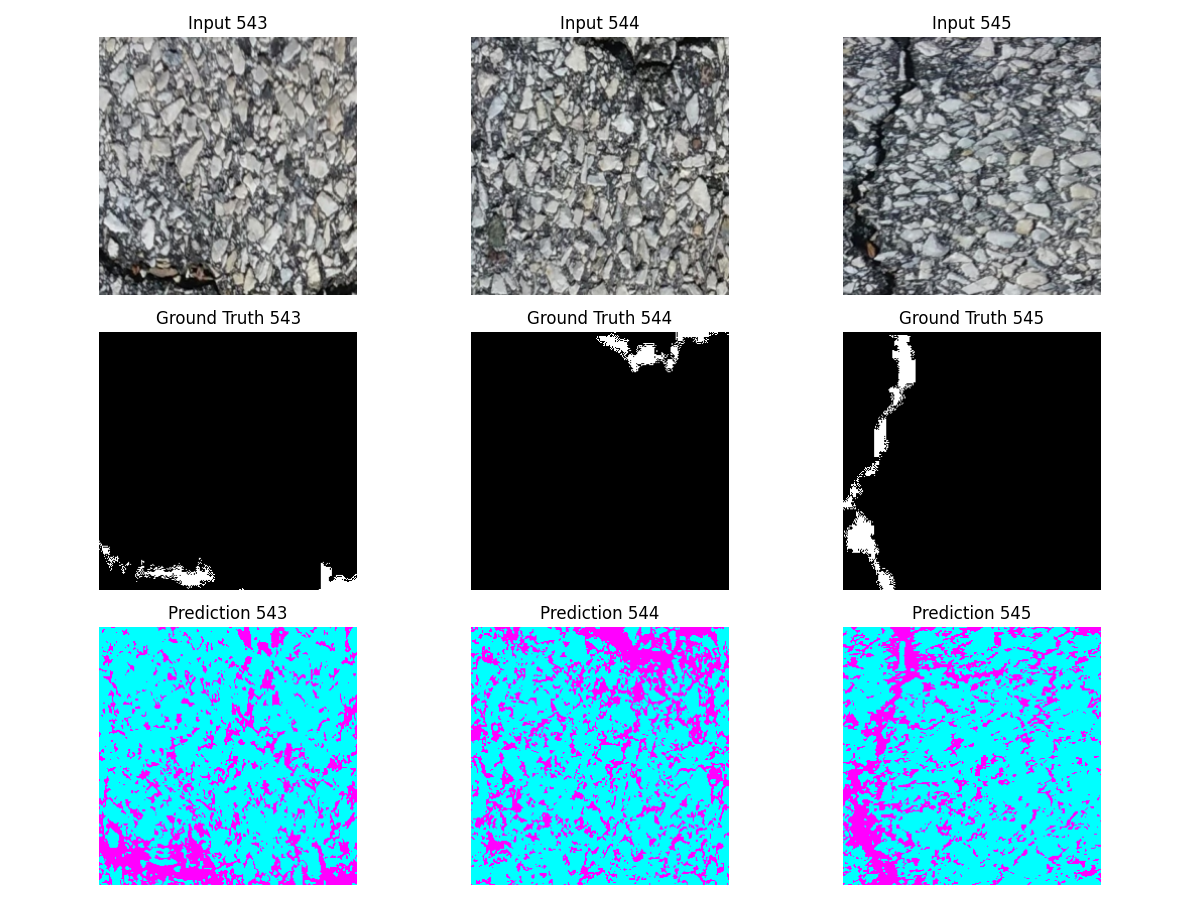 Input 543
Input 544
Input 545
Ground Truth 543
Ground Truth 544
Ground Truth 545
Prediction 543
Prediction 544
Prediction 545